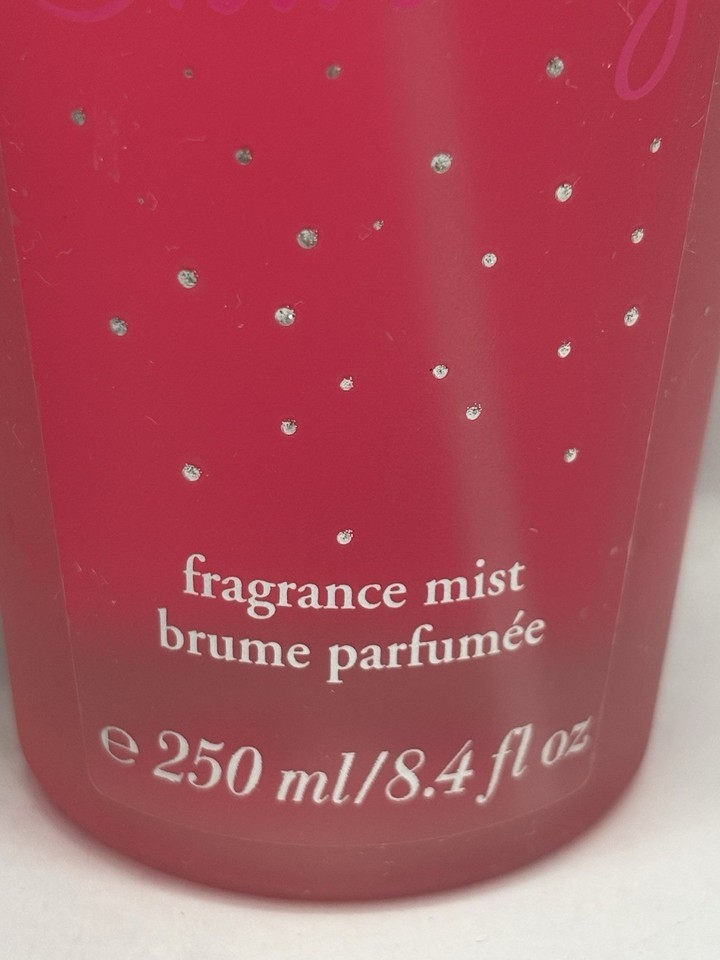 fragrance mist
brume parfumée
℮ 250 ml/8.4 fl oz